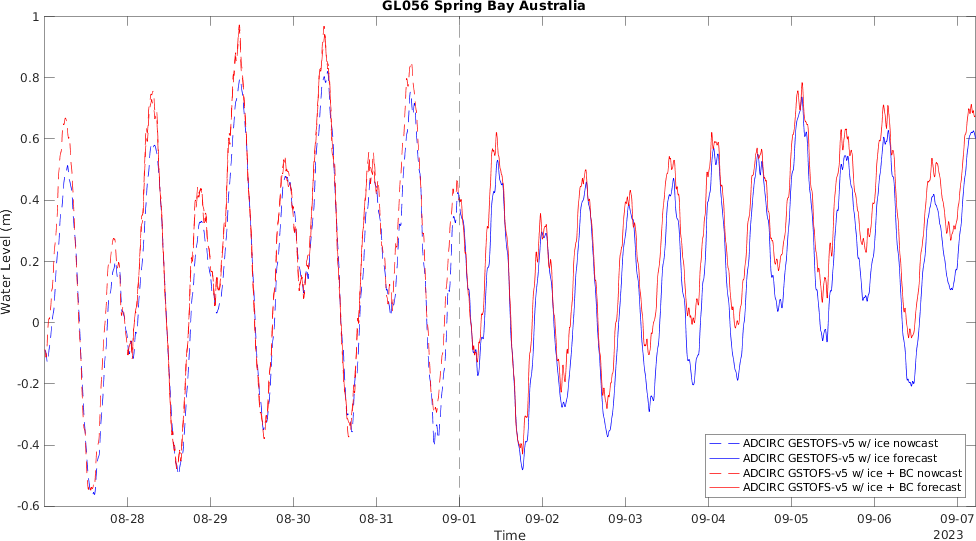 GL056 Spring Bay Australia
Water Level (m)
1
0.8
0.6
0.4
0.2
0
-0.2
-0.4
-0.6
ADCIRC GESTOFS-v5 w/ ice nowcast
ADCIRC GESTOFS-v5 w/ ice forecast
ADCIRC GSTOFS-v5 w/ ice + BC nowcast
ADCIRC GSTOFS-v5 w/ ice + BC forecast
08-28 08-29 08-30 08-31 09-01 09-02 09-03 09-04 09-05 09-06 09-07
Time
2023